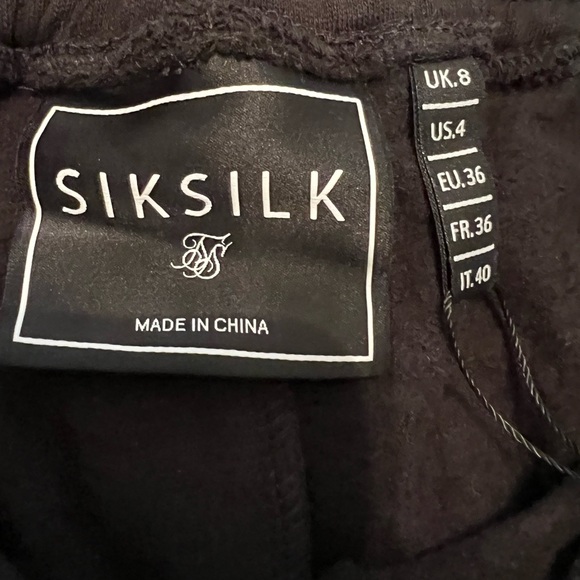 SIKSILK
MADE IN CHINA
UK.8
US.4
EU.36
FR.36
IT.40